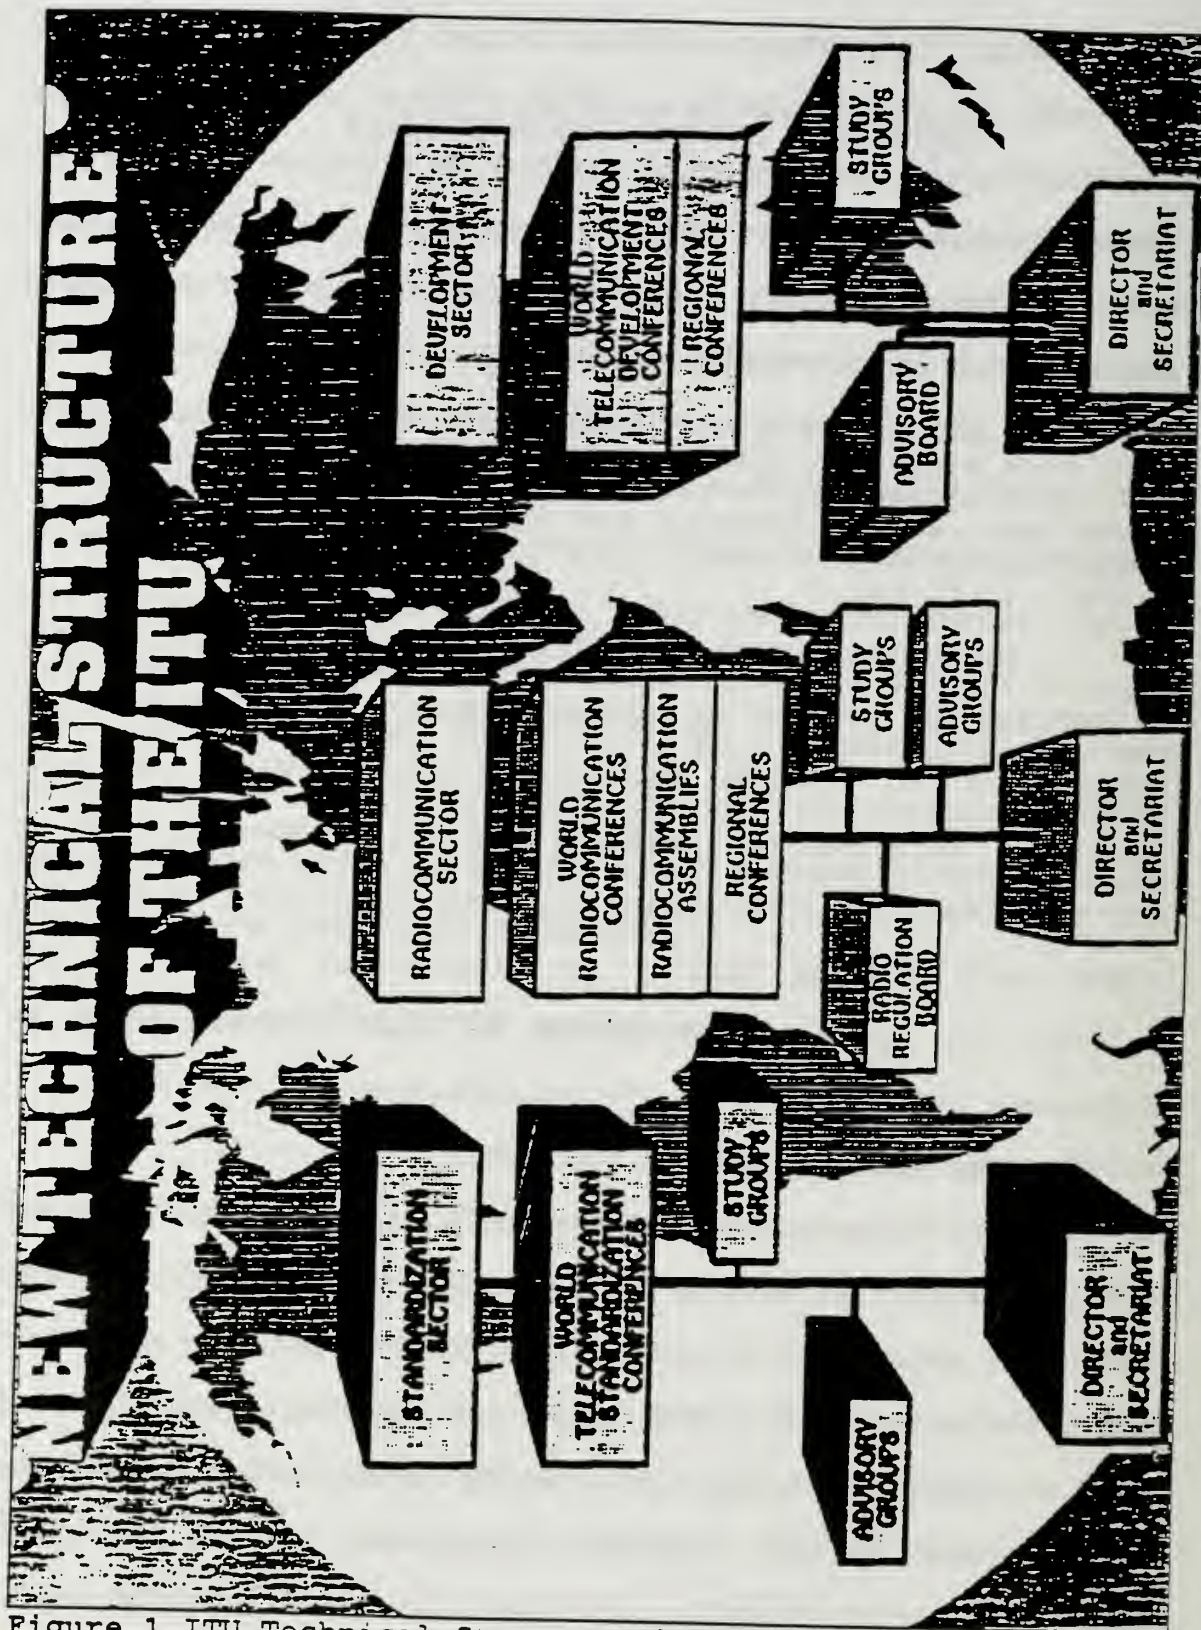 NEW TECHNICAL STRUCTURE
OF THE ITU
STANDARDIZATION
SECTOR
WORLD
TELECOMMUNICATION
STANDARDIZATION
CONFERENCES
STUDY
GROUPS
ADVISORY
GROUPS
DIRECTOR
and
SECRETARIAT
RADIOCOMMUNICATION
SECTOR
WORLD
RADIOCOMMUNICATION
CONFERENCES
RADIOCOMMUNICATION
ASSEMBLIES
REGIONAL
CONFERENCES
STUDY
GROUPS
ADVISORY
GROUPS
RADIO
REGULATION
BOARD
DIRECTOR
and
SECRETARIAT
DEVELOPMENT
SECTOR
WORLD
TELECOMMUNICATION
DEVELOPMENT
CONFERENCES
REGIONAL
CONFERENCES
STUDY
GROUPS
ADVISORY
BOARD
DIRECTOR
and
SECRETARIAT
Figure 1 ITU Technical